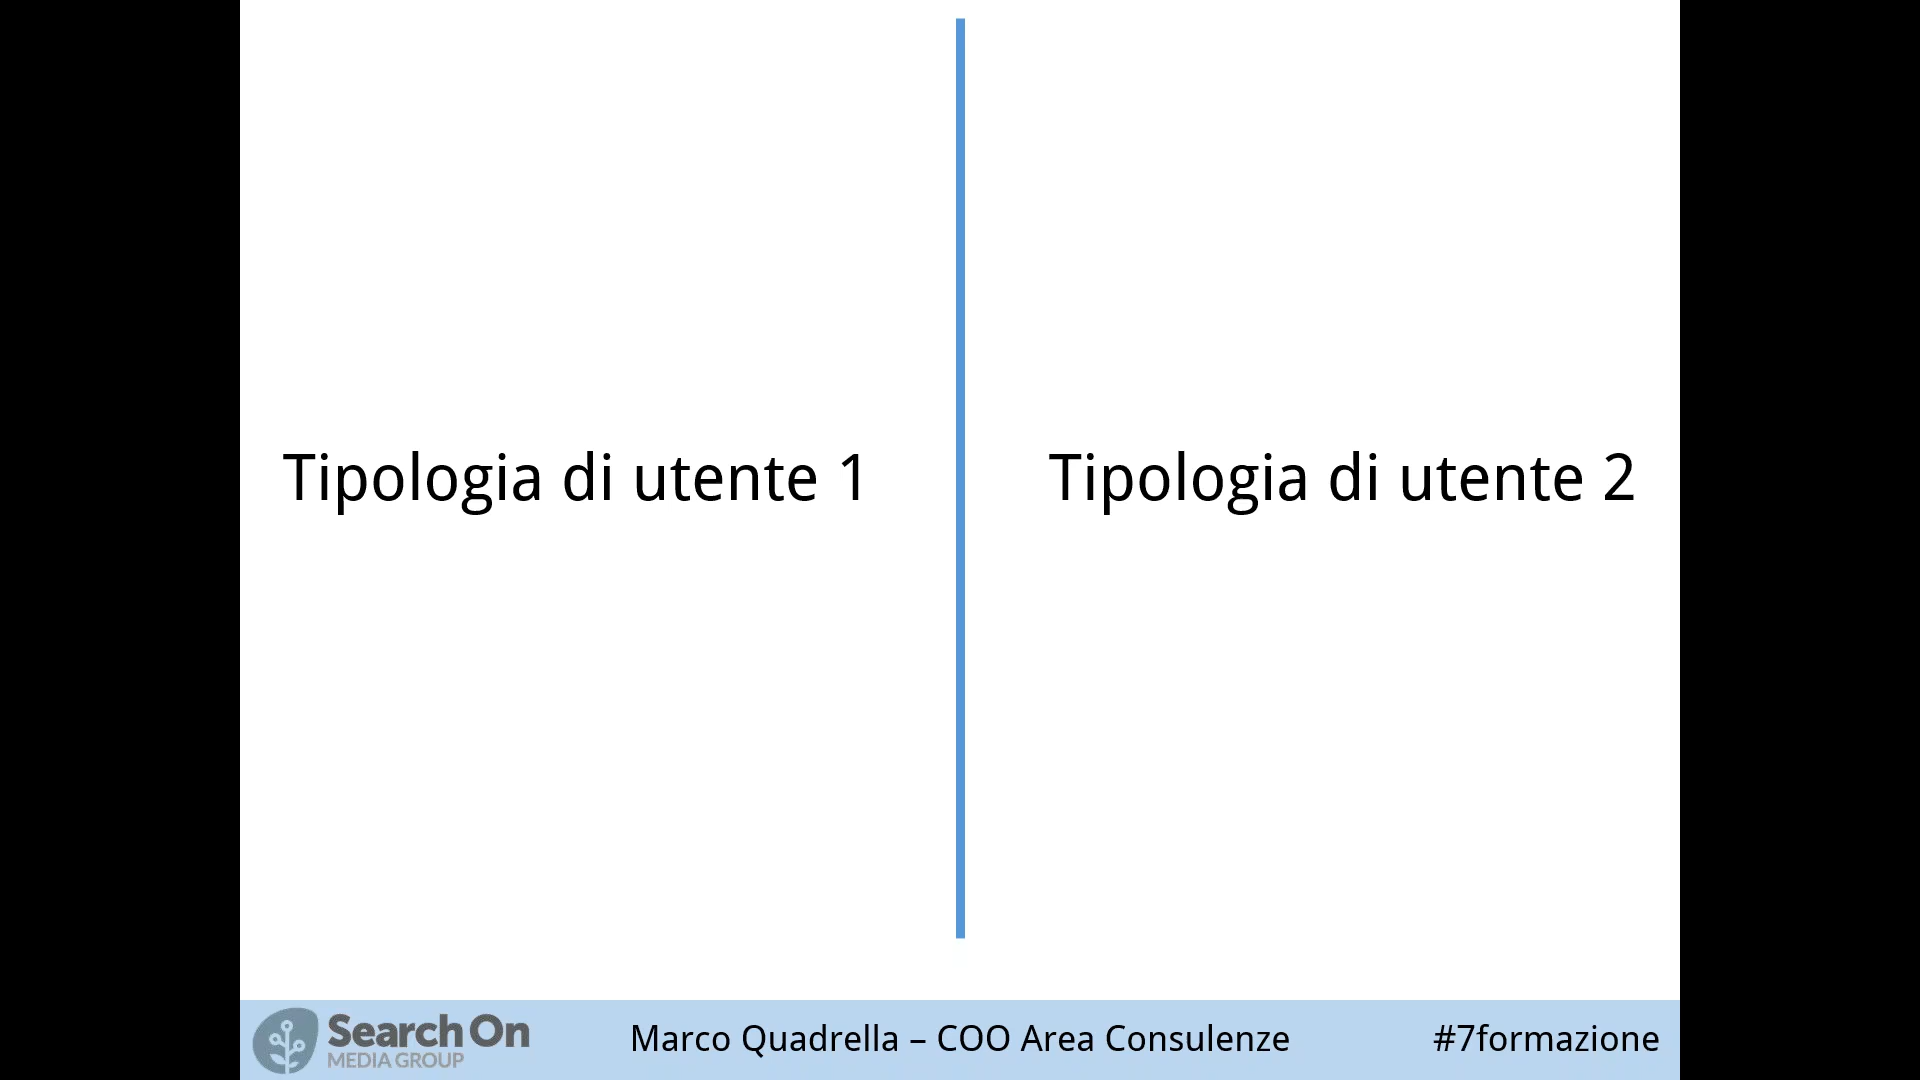 Tipologia di utente 1
Tipologia di utente 2
Search On
MEDIA GROUP
Marco Quadrella – COO Area Consulenze
#7formazione